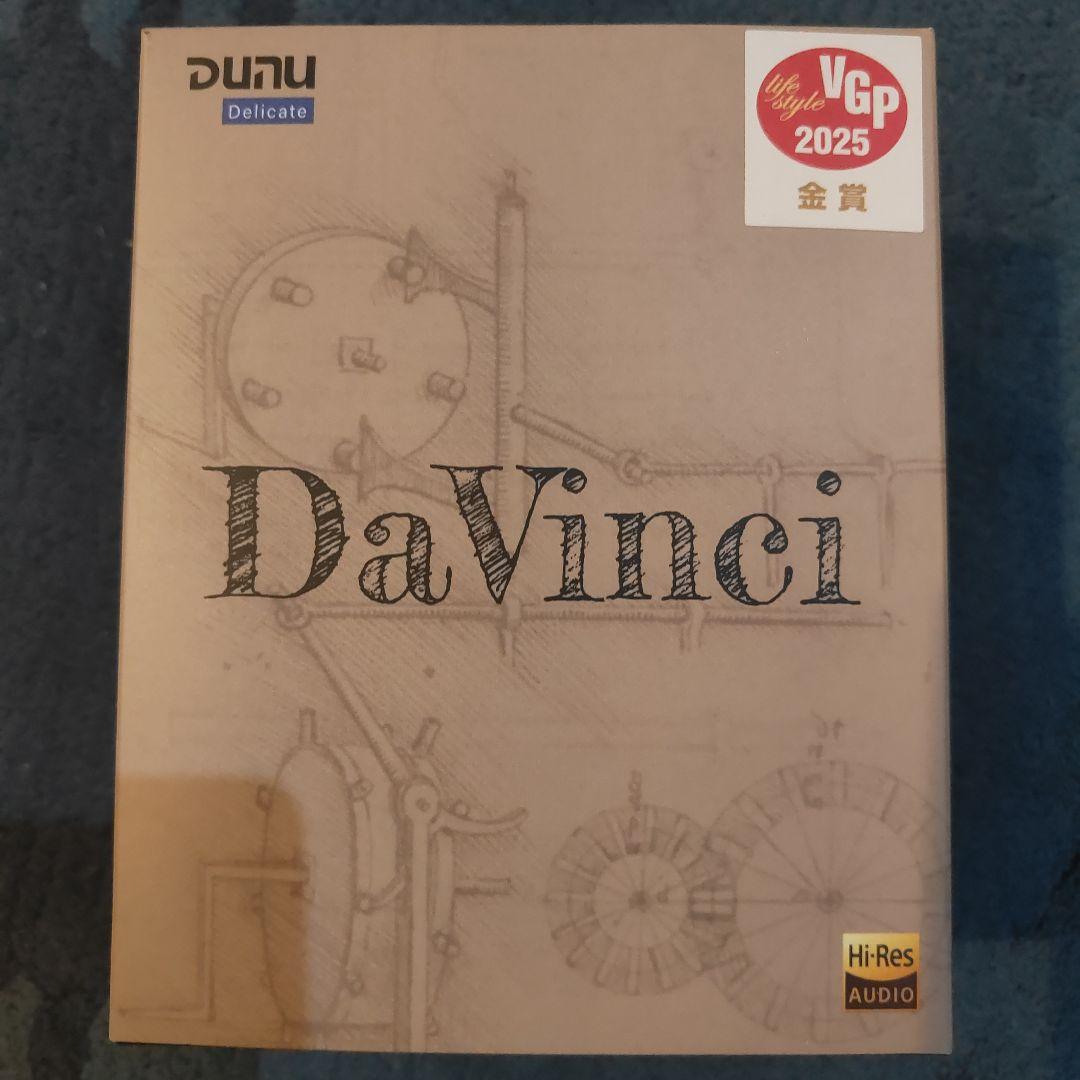 DUNU
Delicate
life style
VGP
2025
金賞
DaVinci
Hi-Res
AUDIO